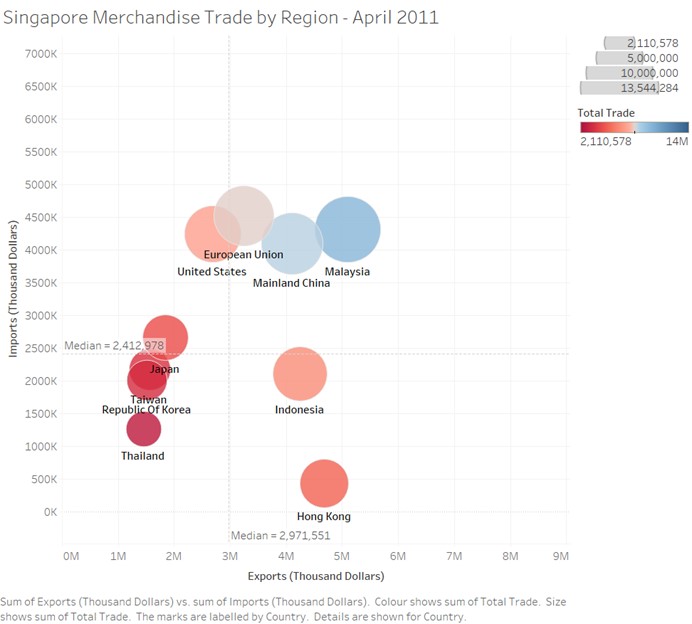 Singapore Merchandise Trade by Region - April 2011
2,110,578
5,000,000
10,000,000
13,544,284
Total Trade
2,110,578 14M
7000K
6500K
6000K
5500K
5000K
4500K
4000K
3500K
3000K
2500K
2000K
1500K
1000K
500K
0K
Imports (Thousand Dollars)
European Union
United States
Malaysia
Mainland China
Median = 2,412,978
Japan
Taiwan
Republic Of Korea
Indonesia
Thailand
Hong Kong
Median = 2,971,551
0M 1M 2M 3M 4M 5M 6M 7M 8M 9M
Exports (Thousand Dollars)
Sum of Exports (Thousand Dollars) vs. sum of Imports (Thousand Dollars). Colour shows sum of Total Trade. Size
shows sum of Total Trade. The marks are labelled by Country. Details are shown for Country.